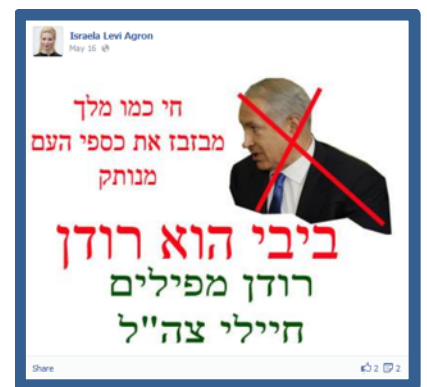 Israela Levi Agron
May 16
חי כמו מלך
מבזבז את כספי העם
מנותק
ביבי הוא רודן
רודן מפילים
חיילי צה"ל
Share
2 2